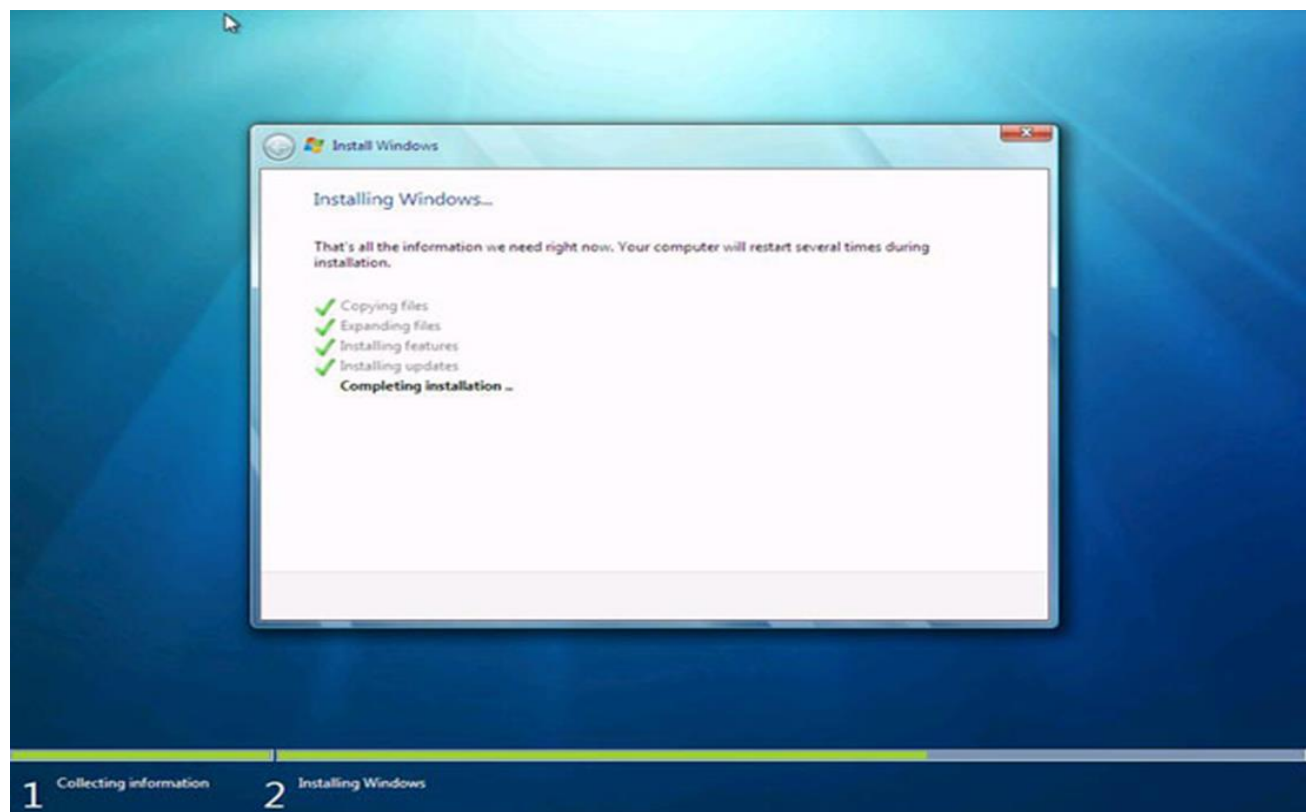 Install Windows
Installing Windows...
That's all the information we need right now. Your computer will restart several times during
installation.
Copying files
Expanding files
Installing features
Installing updates
Completing installation ...
1 Collecting information 2 Installing Windows